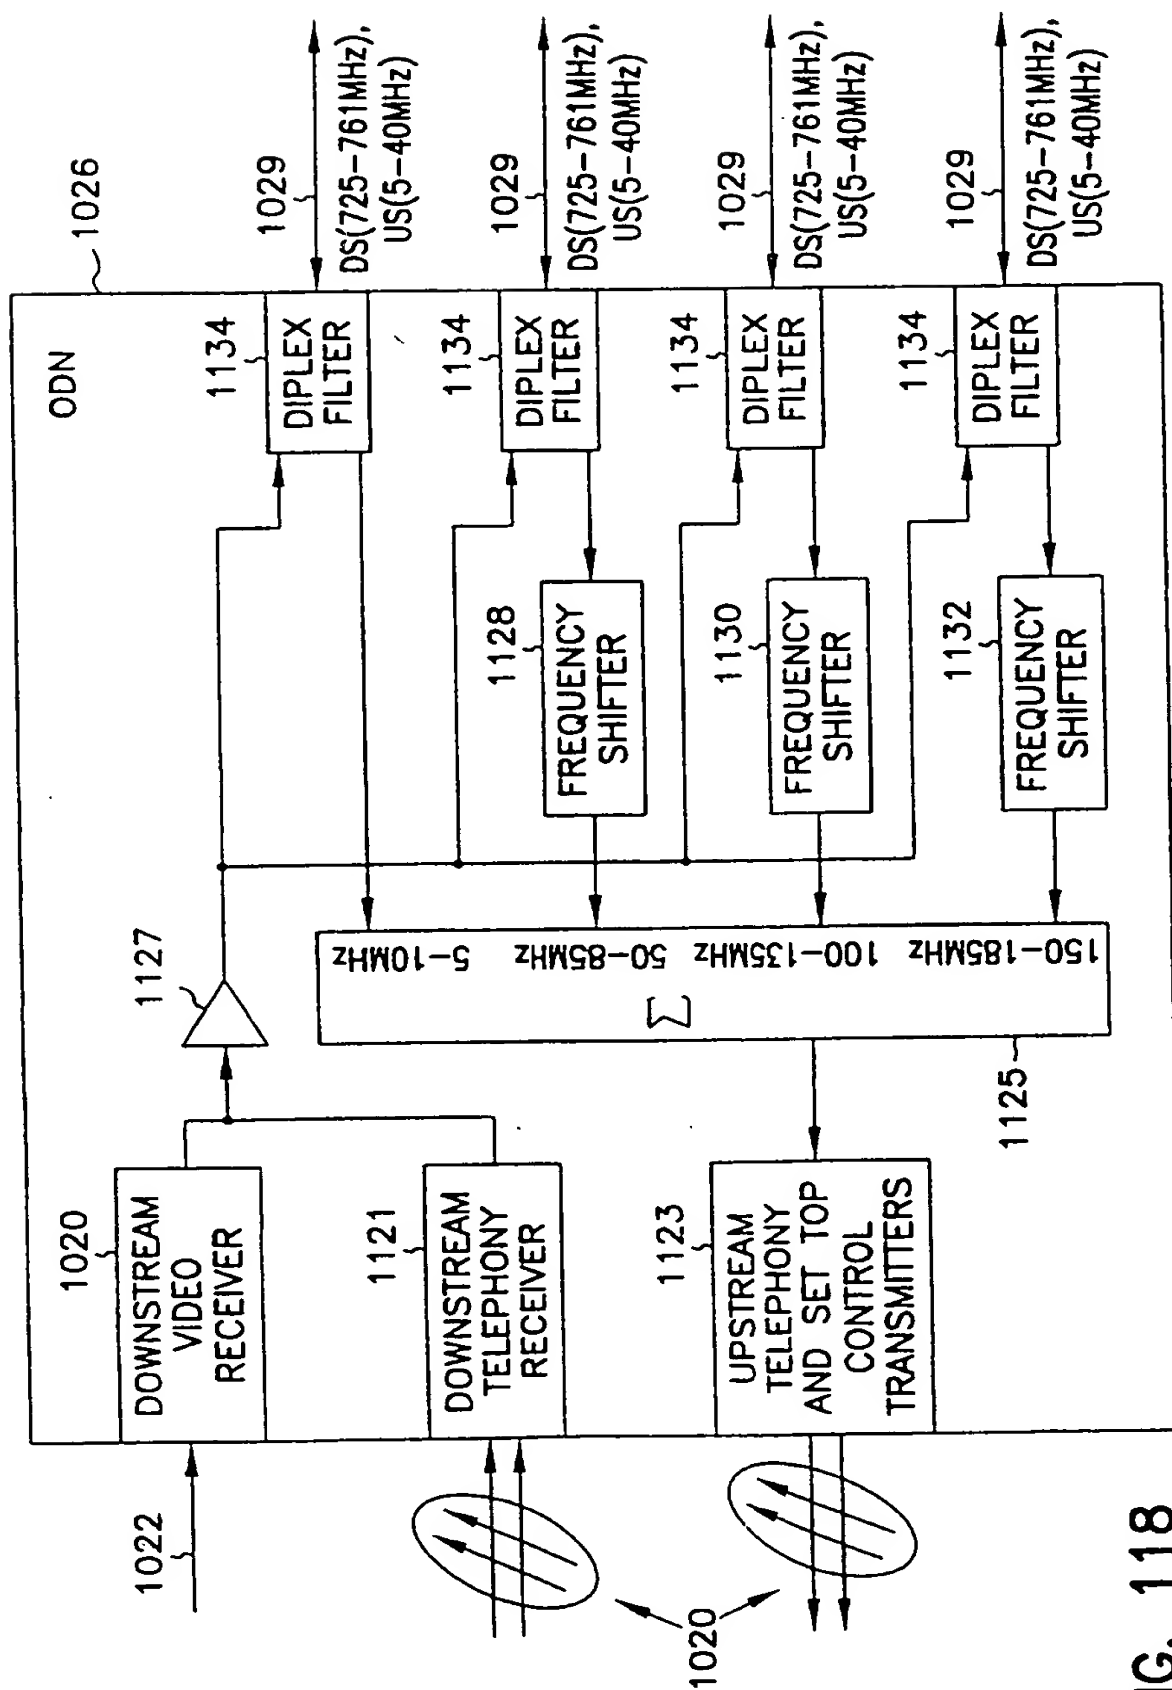 1026
ODN
1022
1020
DOWNSTREAM
VIDEO
RECEIVER
1127
1134
DIPLEX
FILTER
1029
DS(725-761MHz),
US(5-40MHz)
1020
1121
DOWNSTREAM
TELEPHONY
RECEIVER
5-10MHz
50-85MHz
100-135MHz
150-185MHz
Σ
1125
1128
FREQUENCY
SHIFTER
1134
DIPLEX
FILTER
1029
DS(725-761MHz),
US(5-40MHz)
1123
UPSTREAM
TELEPHONY
AND SET TOP
CONTROL
TRANSMITTERS
1130
FREQUENCY
SHIFTER
1134
DIPLEX
FILTER
1029
DS(725-761MHz),
US(5-40MHz)
1132
FREQUENCY
SHIFTER
1134
DIPLEX
FILTER
1029
DS(725-761MHz),
US(5-40MHz)
118